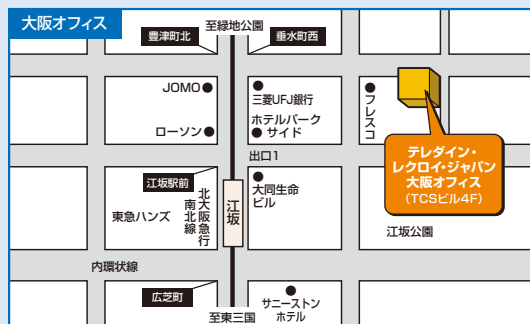 大阪オフィス
至緑地公園
豊津町北
垂水町西
JOMO
三菱UFJ銀行
フレスコ
ローソン
ホテルパーク
サイド
テレダイン・
レクロイ・ジャパン
大阪オフィス
(TCSビル4F)
出口1
江坂駅前
東急ハンズ
北大阪急行
南北線
江坂
大同生命
ビル
江坂公園
内環状線
広芝町
サニーストン
ホテル
至東三国